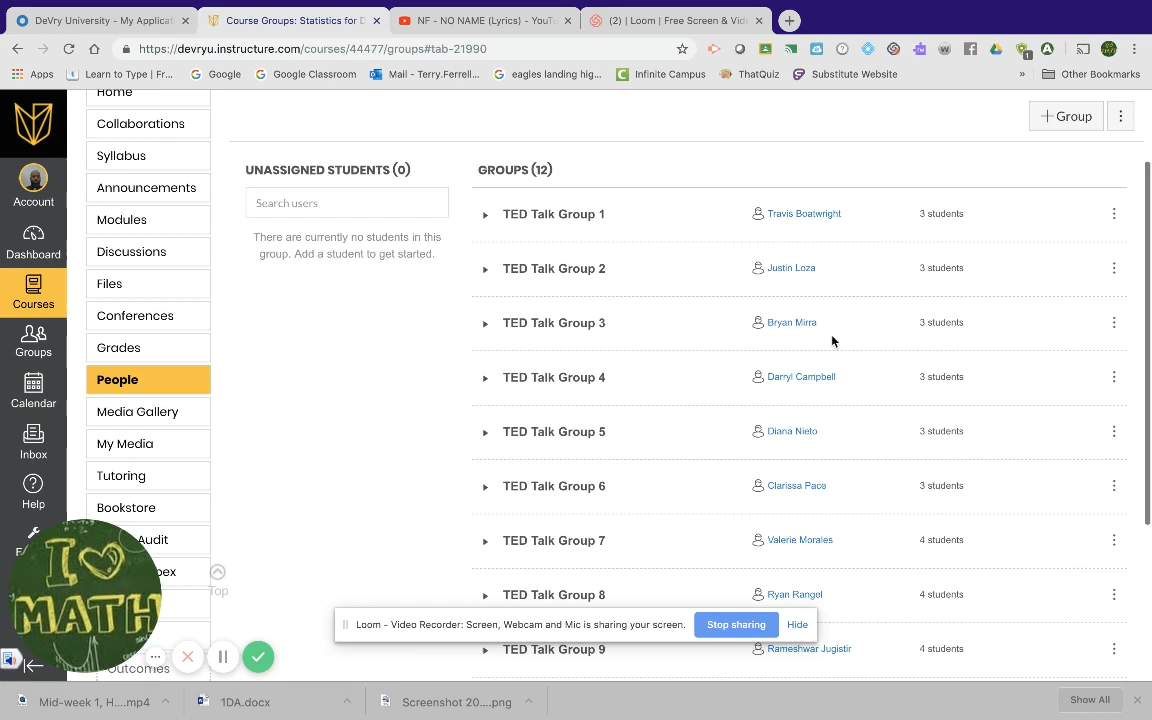 DeVry University - My Applicat
Course Groups: Statistics for D
NF - NO NAME (Lyrics) - YouTu
(2) | Loom | Free Screen & Vide
https://devryu.instructure.com/courses/44477/groups#tab-21990
Apps
Learn to Type | Fr...
Google
Google Classroom
Mail - Terry.Ferrell...
eagles landing hig...
Infinite Campus
ThatQuiz
Substitute Website
»
Other Bookmarks
Home
Collaborations
Syllabus
Announcements
Modules
Discussions
Files
Conferences
Grades
People
Media Gallery
My Media
Tutoring
Bookstore
Audit
pex
Outcomes
Account
Dashboard
Courses
Groups
Calendar
Inbox
Help
I
MATH
Top
+ Group
UNASSIGNED STUDENTS (0)
Search users
There are currently no students in this
group. Add a student to get started.
GROUPS (12)
TED Talk Group 1 Travis Boatwright 3 students
TED Talk Group 2 Justin Loza 3 students
TED Talk Group 3 Bryan Mirra 3 students
TED Talk Group 4 Darryl Campbell 3 students
TED Talk Group 5 Diana Nieto 3 students
TED Talk Group 6 Clarissa Pace 3 students
TED Talk Group 7 Valerie Morales 4 students
TED Talk Group 8 Ryan Rangel 4 students
TED Talk Group 9 Rameshwar Jugistir 4 students
Loom - Video Recorder: Screen, Webcam and Mic is sharing your screen. Stop sharing Hide
Mid-week 1, H....mp4
1DA.docx
Screenshot 20....png
Show All